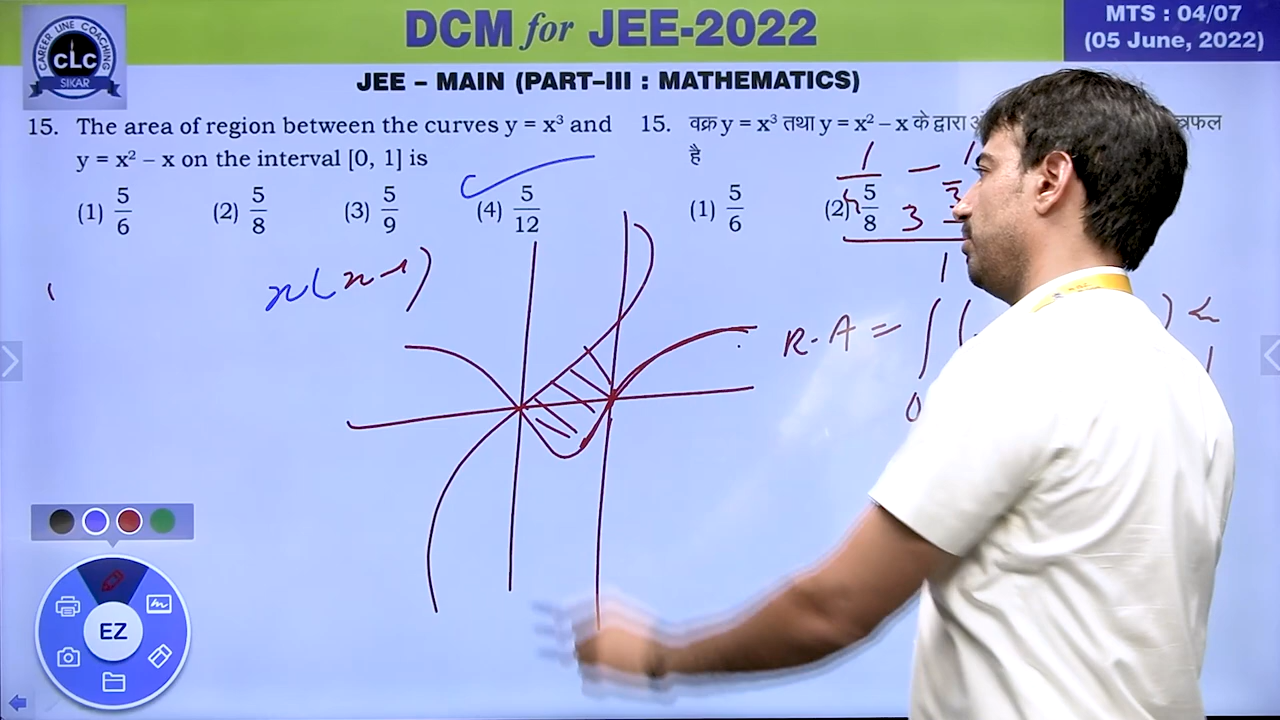 DCM for JEE-2022
MTS : 04/07
(05 June, 2022)
CAREER LINE COACHING
CLC
SIKAR
JEE – MAIN (PART–III : MATHEMATICS)
15. The area of region between the curves y = x³ and
y = x² – x on the interval [0, 1] is
(1) 5/6 (2) 5/8 (3) 5/9 (4) 5/12
15. वक्र y = x³ तथा y = x² – x के द्वारा
है
(1) 5/6 (2) 5/8
x(x-1)
R.A = ∫
0
1
EZ